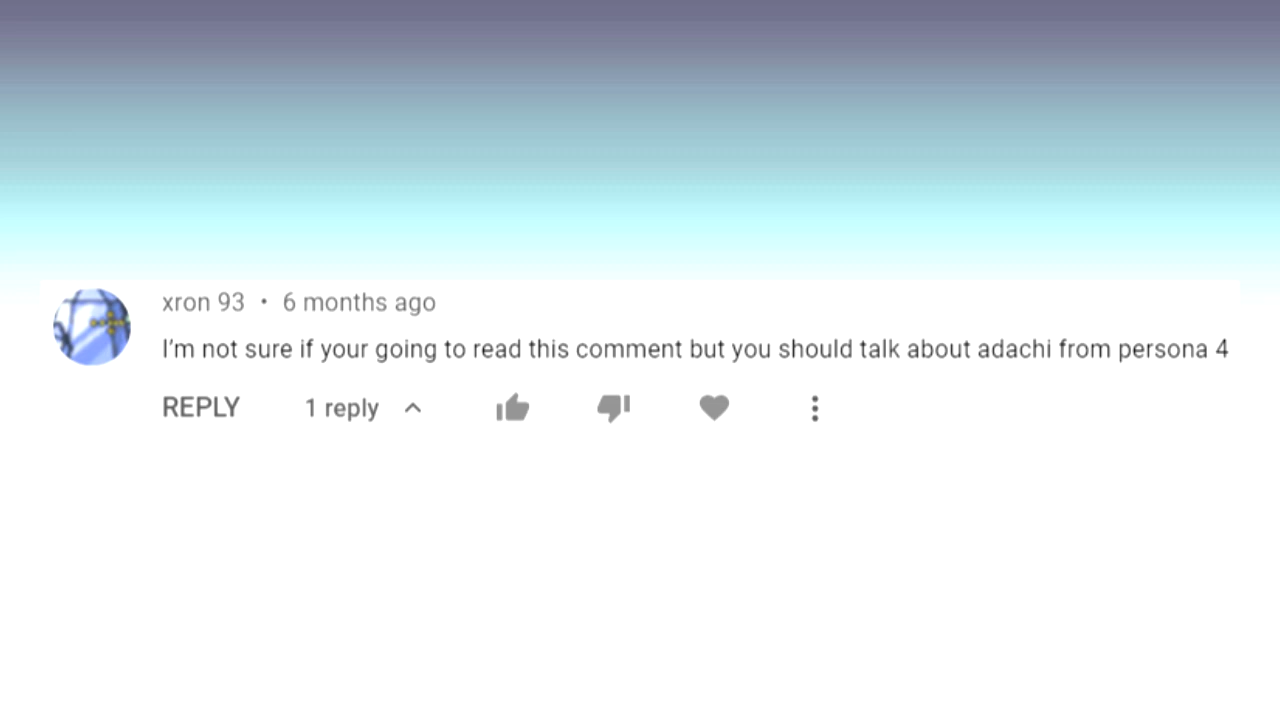 xron 93 • 6 months ago
I'm not sure if your going to read this comment but you should talk about adachi from persona 4
REPLY 1 reply